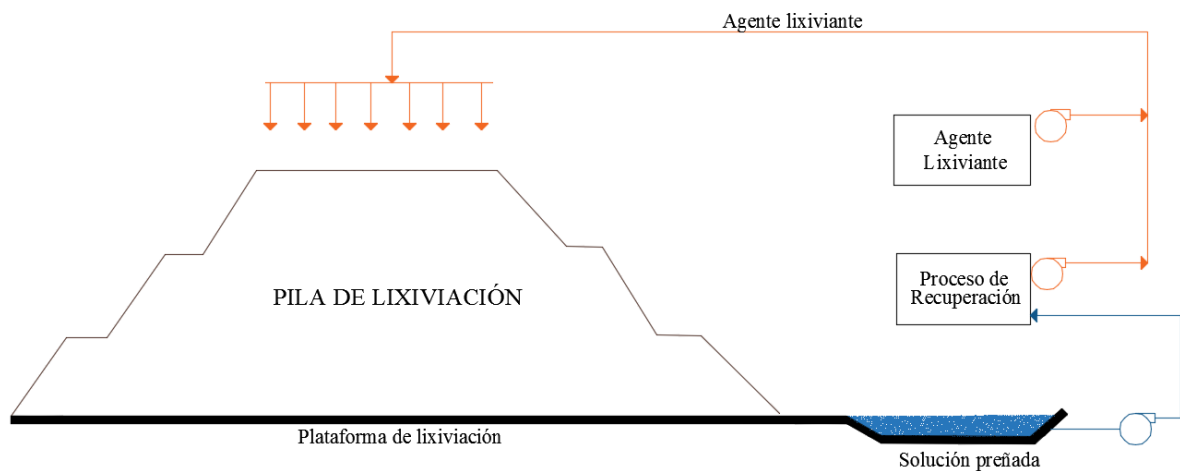 Agente lixiviante
Agente
Lixiviante
Proceso de
Recuperación
PILA DE LIXIVIACIÓN
Plataforma de lixiviación
Solución preñada